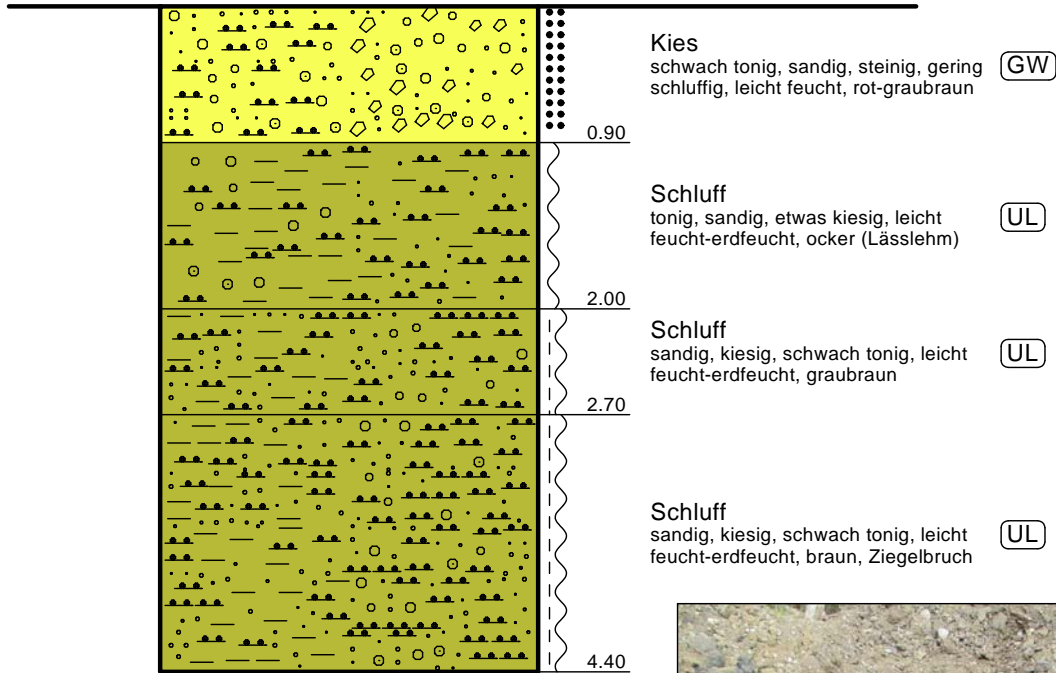 Kies
schwach tonig, sandig, steinig, gering
schluffig, leicht feucht, rot-graubraun
GW
0.90
Schluff
tonig, sandig, etwas kiesig, leicht
feucht-erdfeucht, ocker (Lässlehm)
UL
2.00
Schluff
sandig, kiesig, schwach tonig, leicht
feucht-erdfeucht, graubraun
UL
2.70
Schluff
sandig, kiesig, schwach tonig, leicht
feucht-erdfeucht, braun, Ziegelbruch
UL
4.40